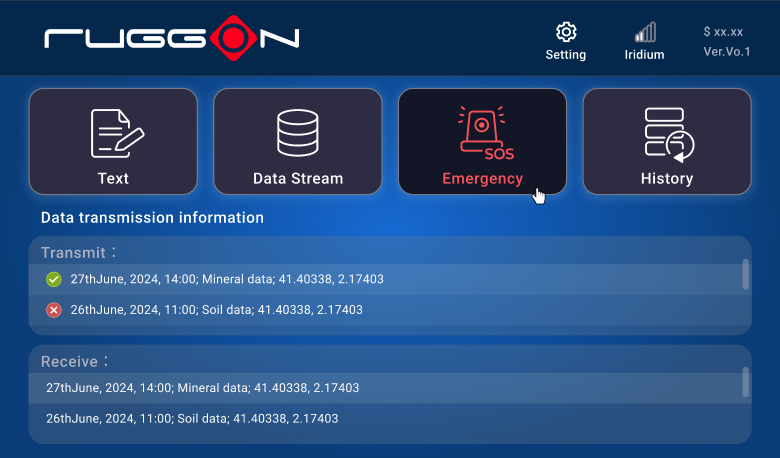 RUGGON
Setting
Iridium
$ xx.xx
Ver.Vo.1
Text
Data Stream
SOS
Emergency
History
Data transmission information
Transmit：
27thJune, 2024, 14:00; Mineral data; 41.40338, 2.17403
26thJune, 2024, 11:00; Soil data; 41.40338, 2.17403
Receive：
27thJune, 2024, 14:00; Mineral data; 41.40338, 2.17403
26thJune, 2024, 11:00; Soil data; 41.40338, 2.17403